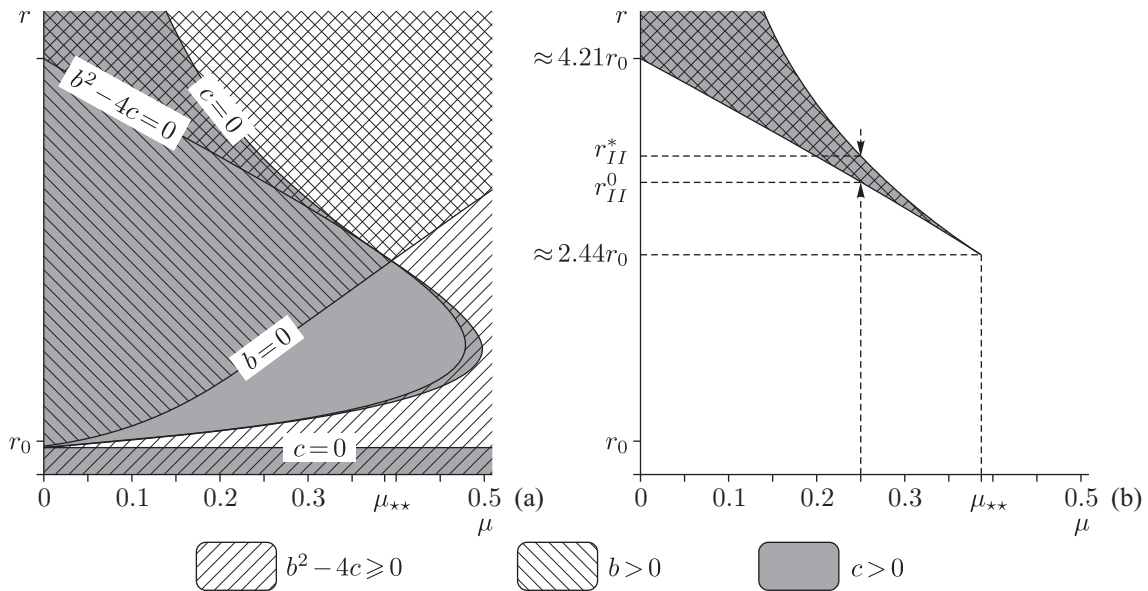 r
b² − 4c = 0
c = 0
b = 0
r₀
c = 0
0 0.1 0.2 0.3 μ⋆⋆ 0.5 (a)
μ
r
≈ 4.21r₀
r*_II
r⁰_II
≈ 2.44r₀
r₀
0 0.1 0.2 0.3 μ⋆⋆ 0.5 (b)
μ
b² − 4c ⩾ 0 b > 0 c > 0